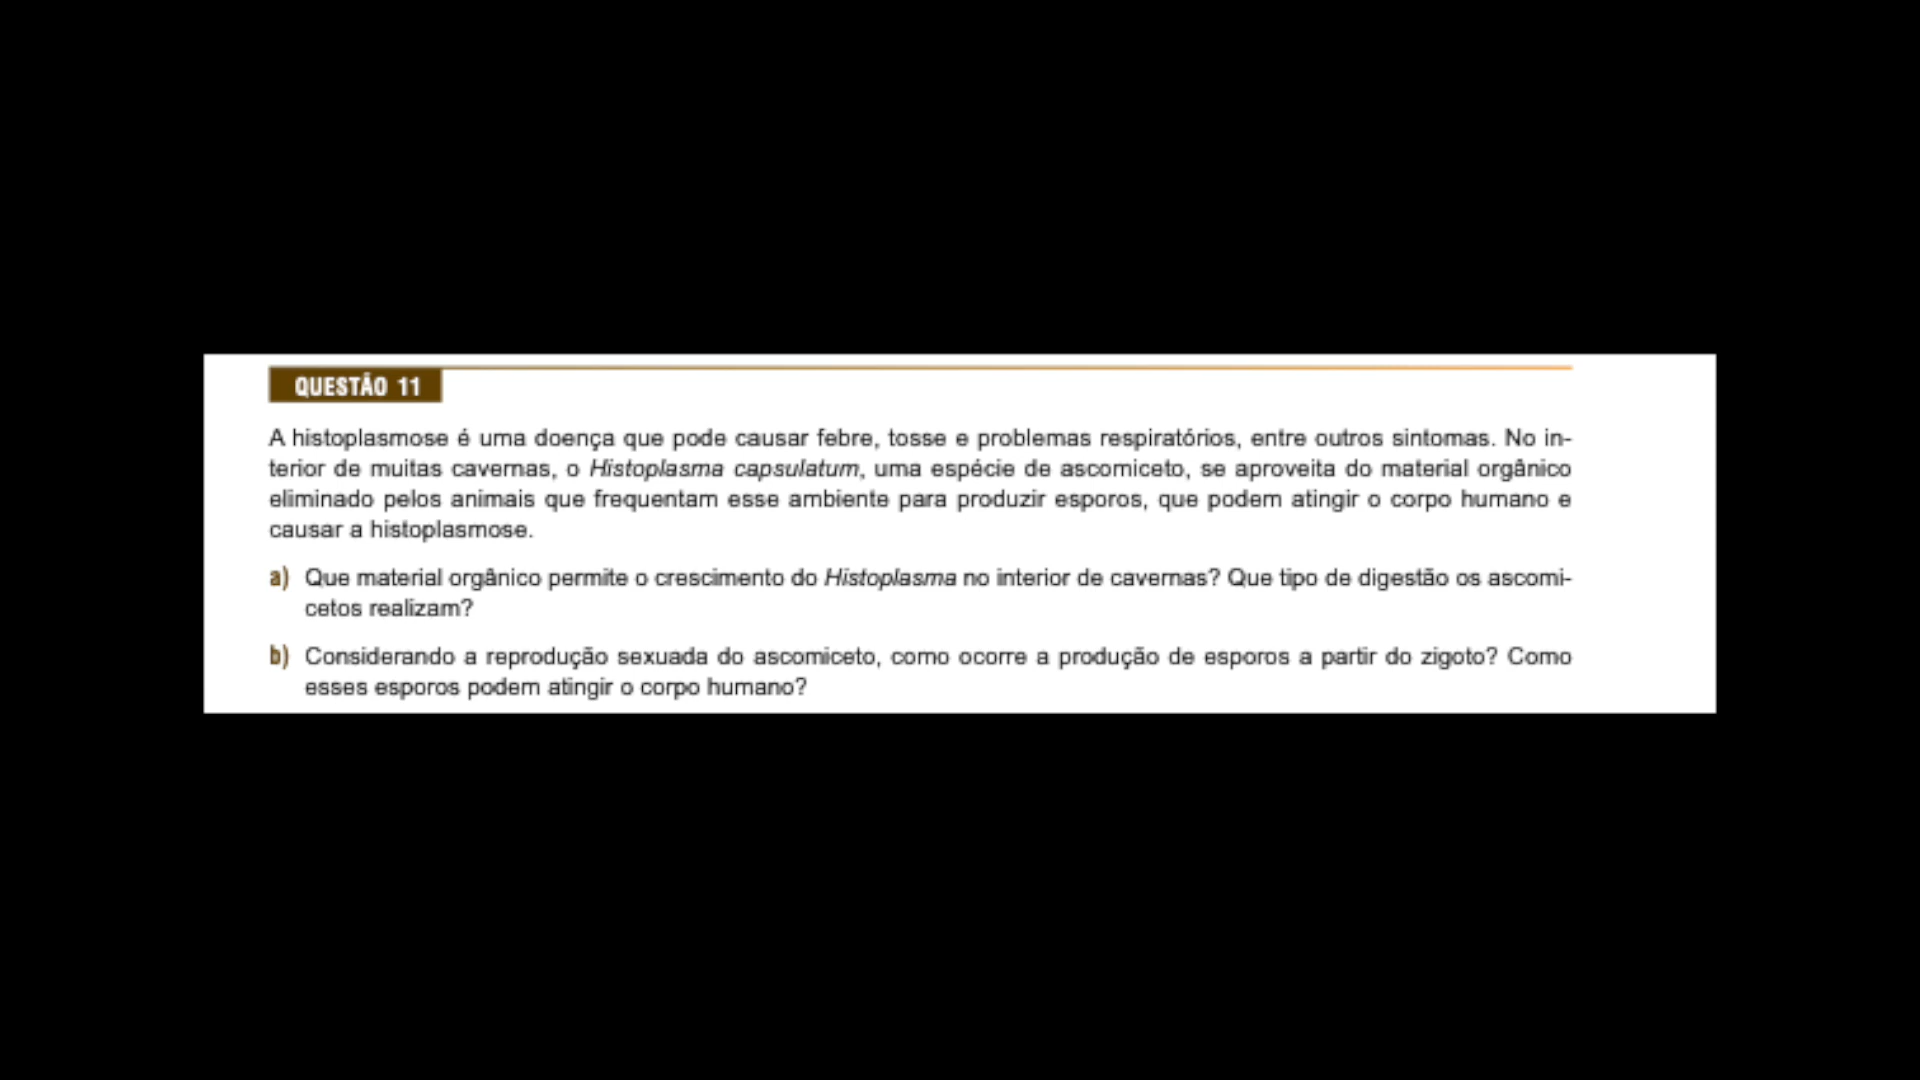 QUESTÃO 11
A histoplasmose é uma doença que pode causar febre, tosse e problemas respiratórios, entre outros sintomas. No in-
terior de muitas cavernas, o Histoplasma capsulatum, uma espécie de ascomiceto, se aproveita do material orgânico
eliminado pelos animais que frequentam esse ambiente para produzir esporos, que podem atingir o corpo humano e
causar a histoplasmose.
a) Que material orgânico permite o crescimento do Histoplasma no interior de cavernas? Que tipo de digestão os ascomi-
cetos realizam?
b) Considerando a reprodução sexuada do ascomiceto, como ocorre a produção de esporos a partir do zigoto? Como
esses esporos podem atingir o corpo humano?